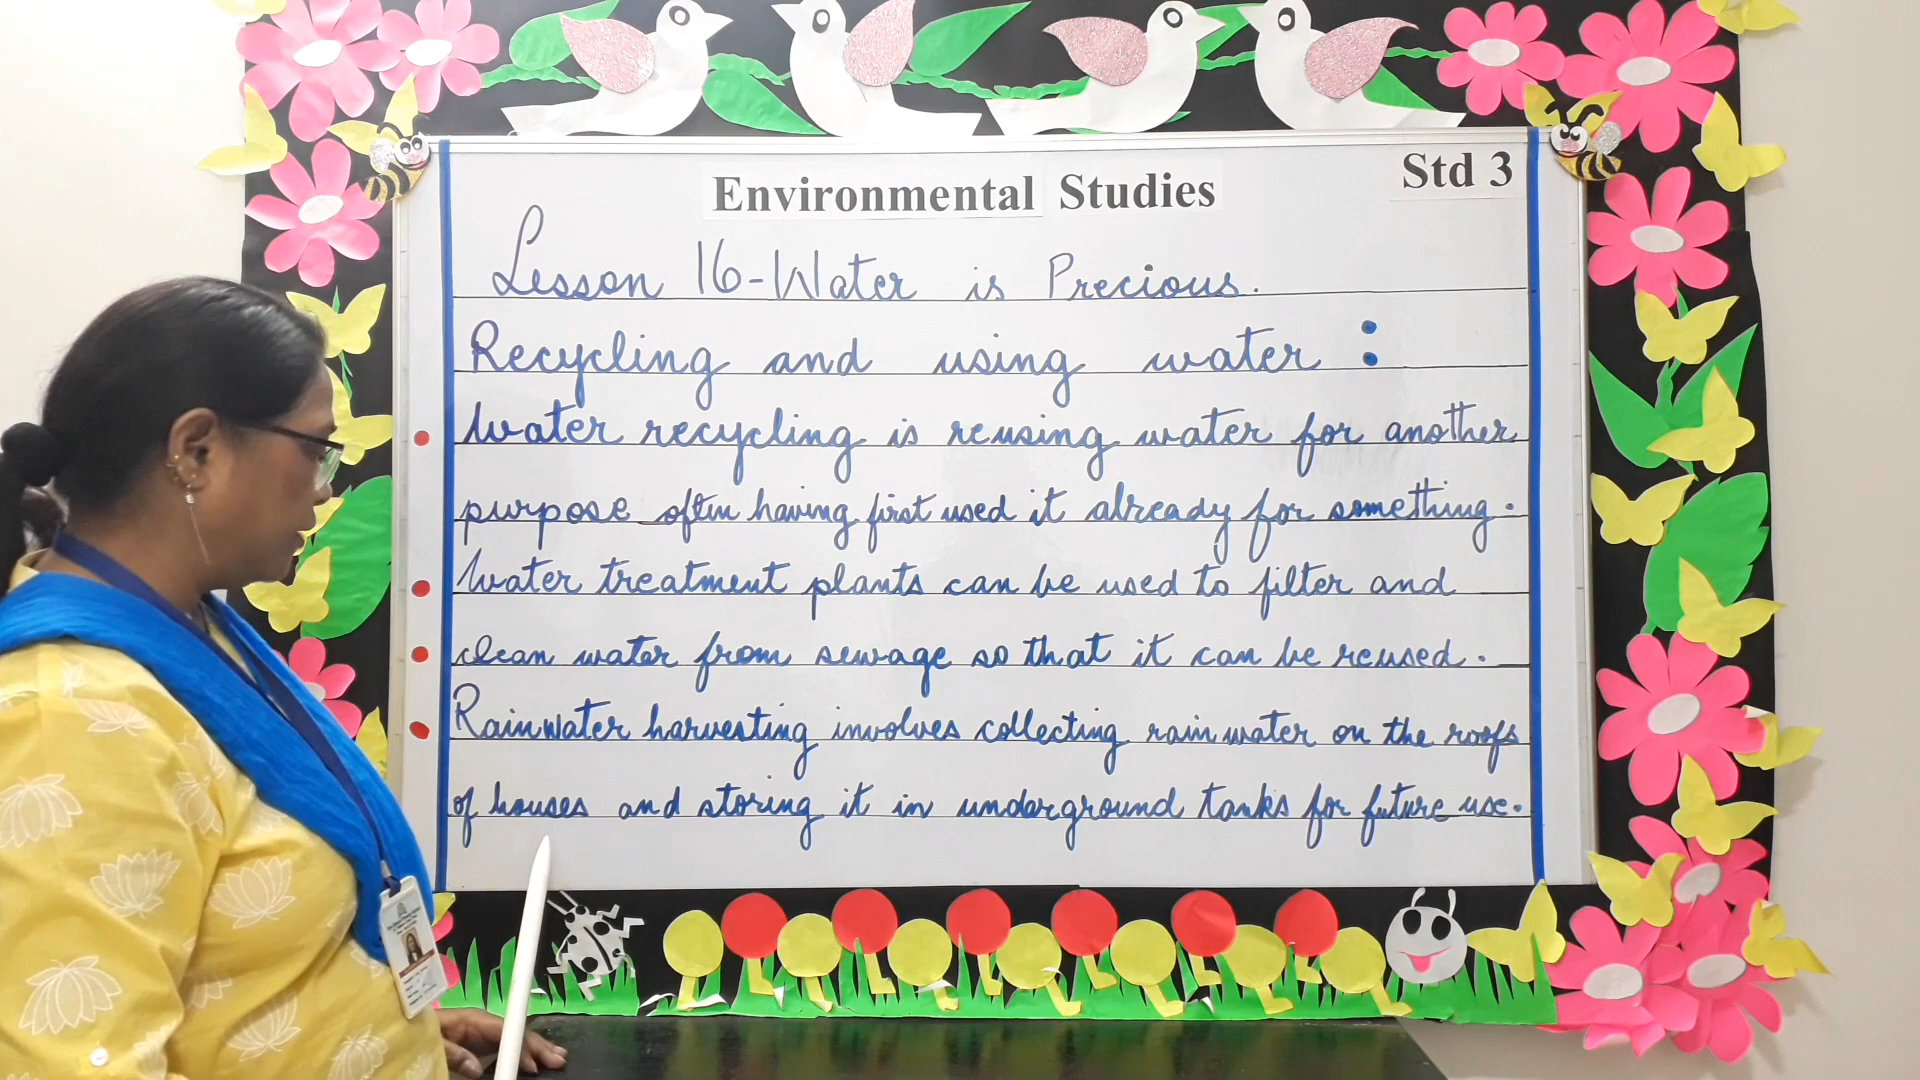 Std 3
Environmental Studies
Lesson 16-Water is Precious.
Recycling and using water :
Water recycling is reusing water for another
purpose often having first used it already for something.
Water treatment plants can be used to filter and
clean water from sewage so that it can be reused.
Rainwater harvesting involves collecting rain water on the roofs
of houses and storing it in underground tanks for future use.